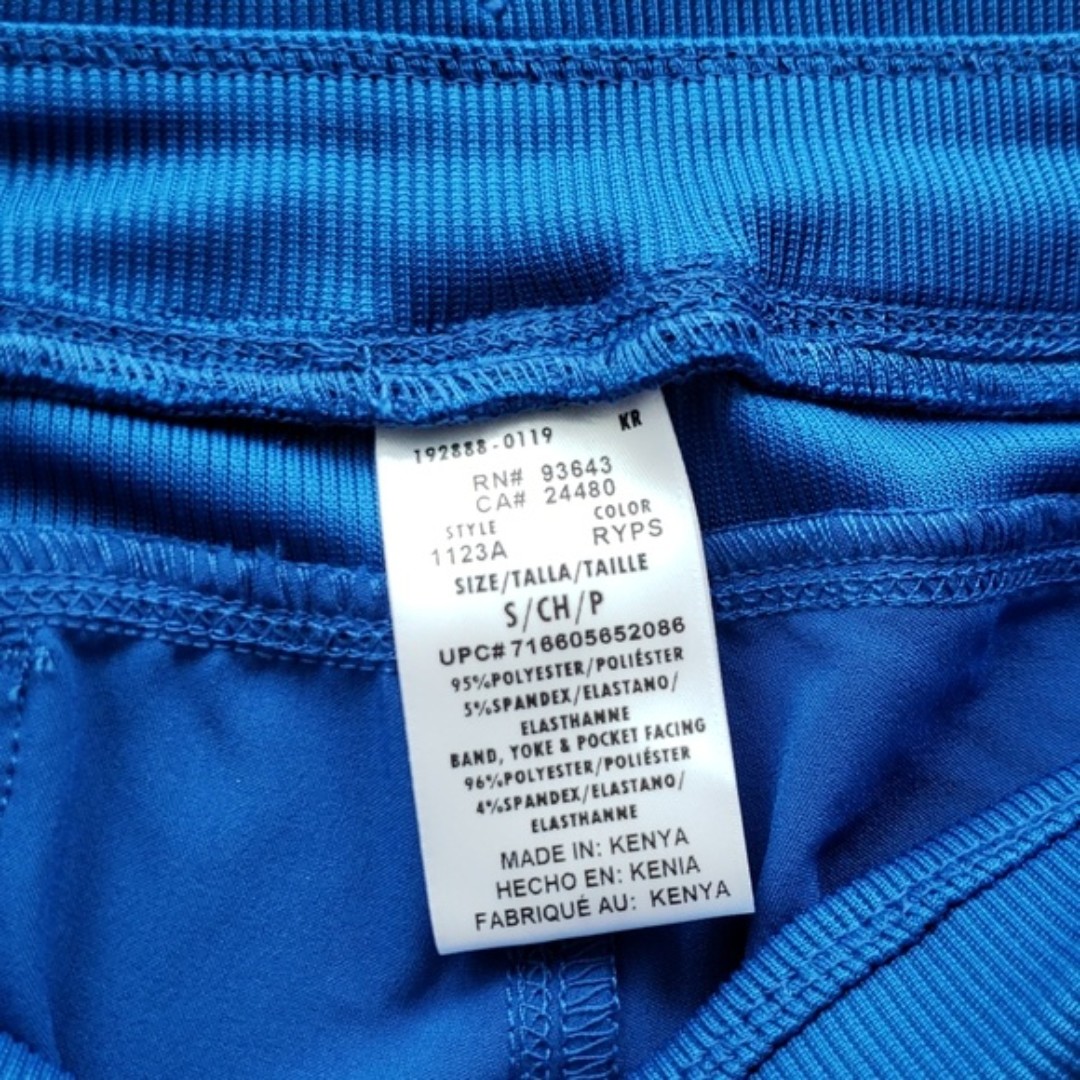 192888-0119 KR
RN# 93643
CA# 24480
STYLE COLOR
1123A RYPS
SIZE/TALLA/TAILLE
S/CH/P
UPC#716605652086
95%POLYESTER/POLIÉSTER
5%SPANDEX/ELASTANO/
ELASTHANNE
BAND, YOKE & POCKET FACING
96%POLYESTER/POLIÉSTER
4%SPANDEX/ELASTANO/
ELASTHANNE
MADE IN: KENYA
HECHO EN: KENIA
FABRIQUÉ AU: KENYA